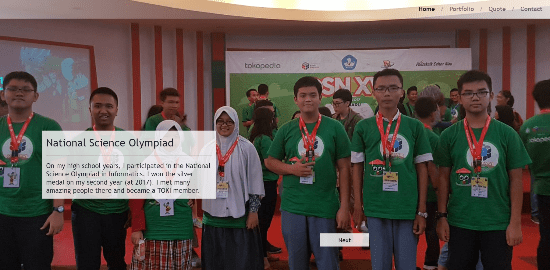 Home / Portfolio / Quote / Contact
tokopedia
SNIX
National Science Olympiad
On my high school years, I participated in the National
Science Olympiad in Informatics. I won the silver
medal on my second year (at 2017). I met many
amazing people there and became a TOKI member.
Next